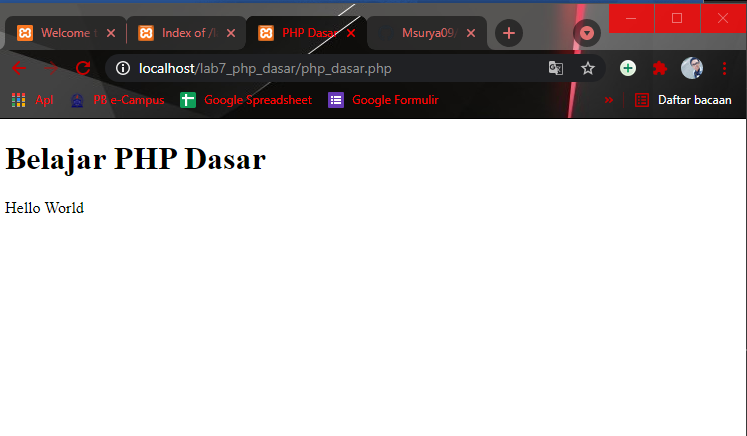 Welcome t
Index of /l
PHP Dasar
Msurya09/
localhost/lab7_php_dasar/php_dasar.php
Apl
PB e-Campus
Google Spreadsheet
Google Formulir
»
Daftar bacaan
Belajar PHP Dasar
Hello World